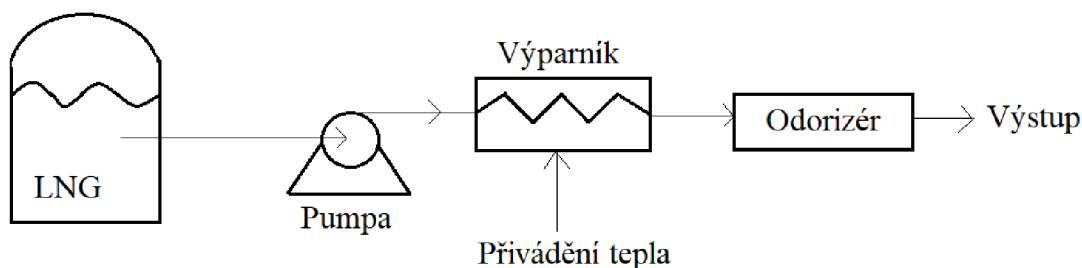 LNG
Pumpa
Výparník
Přivádění tepla
Odorizér
Výstup